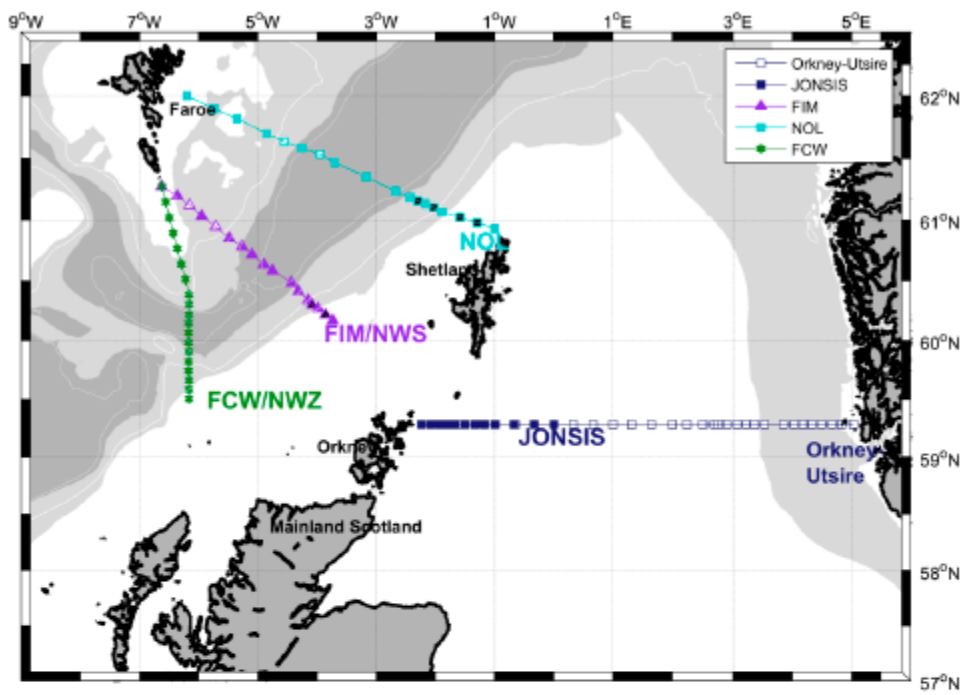 9°W 7°W 5°W 3°W 1°W 1°E 3°E 5°E
Orkney-Utsire
JONSIS
FIM
NOL
FCW
62°N
Faroe
61°N
NOL
Shetland
FIM/NWS
60°N
FCW/NWZ
JONSIS
Orkney
Orkney
Utsire
59°N
Mainland Scotland
58°N
57°N